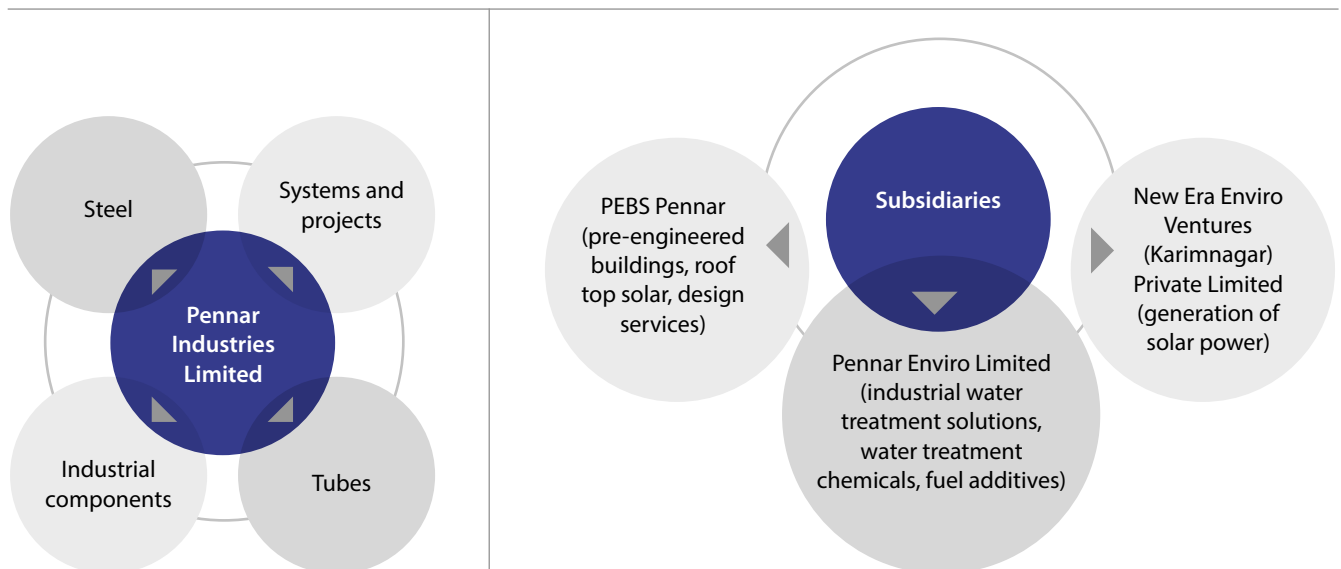 Steel
Systems and
projects
Pennar
Industries
Limited
Industrial
components
Tubes
Subsidiaries
PEBS Pennar
(pre-engineered
buildings, roof
top solar, design
services)
Pennar Enviro Limited
(industrial water
treatment solutions,
water treatment
chemicals, fuel additives)
New Era Enviro
Ventures
(Karimnagar)
Private Limited
(generation of
solar power)